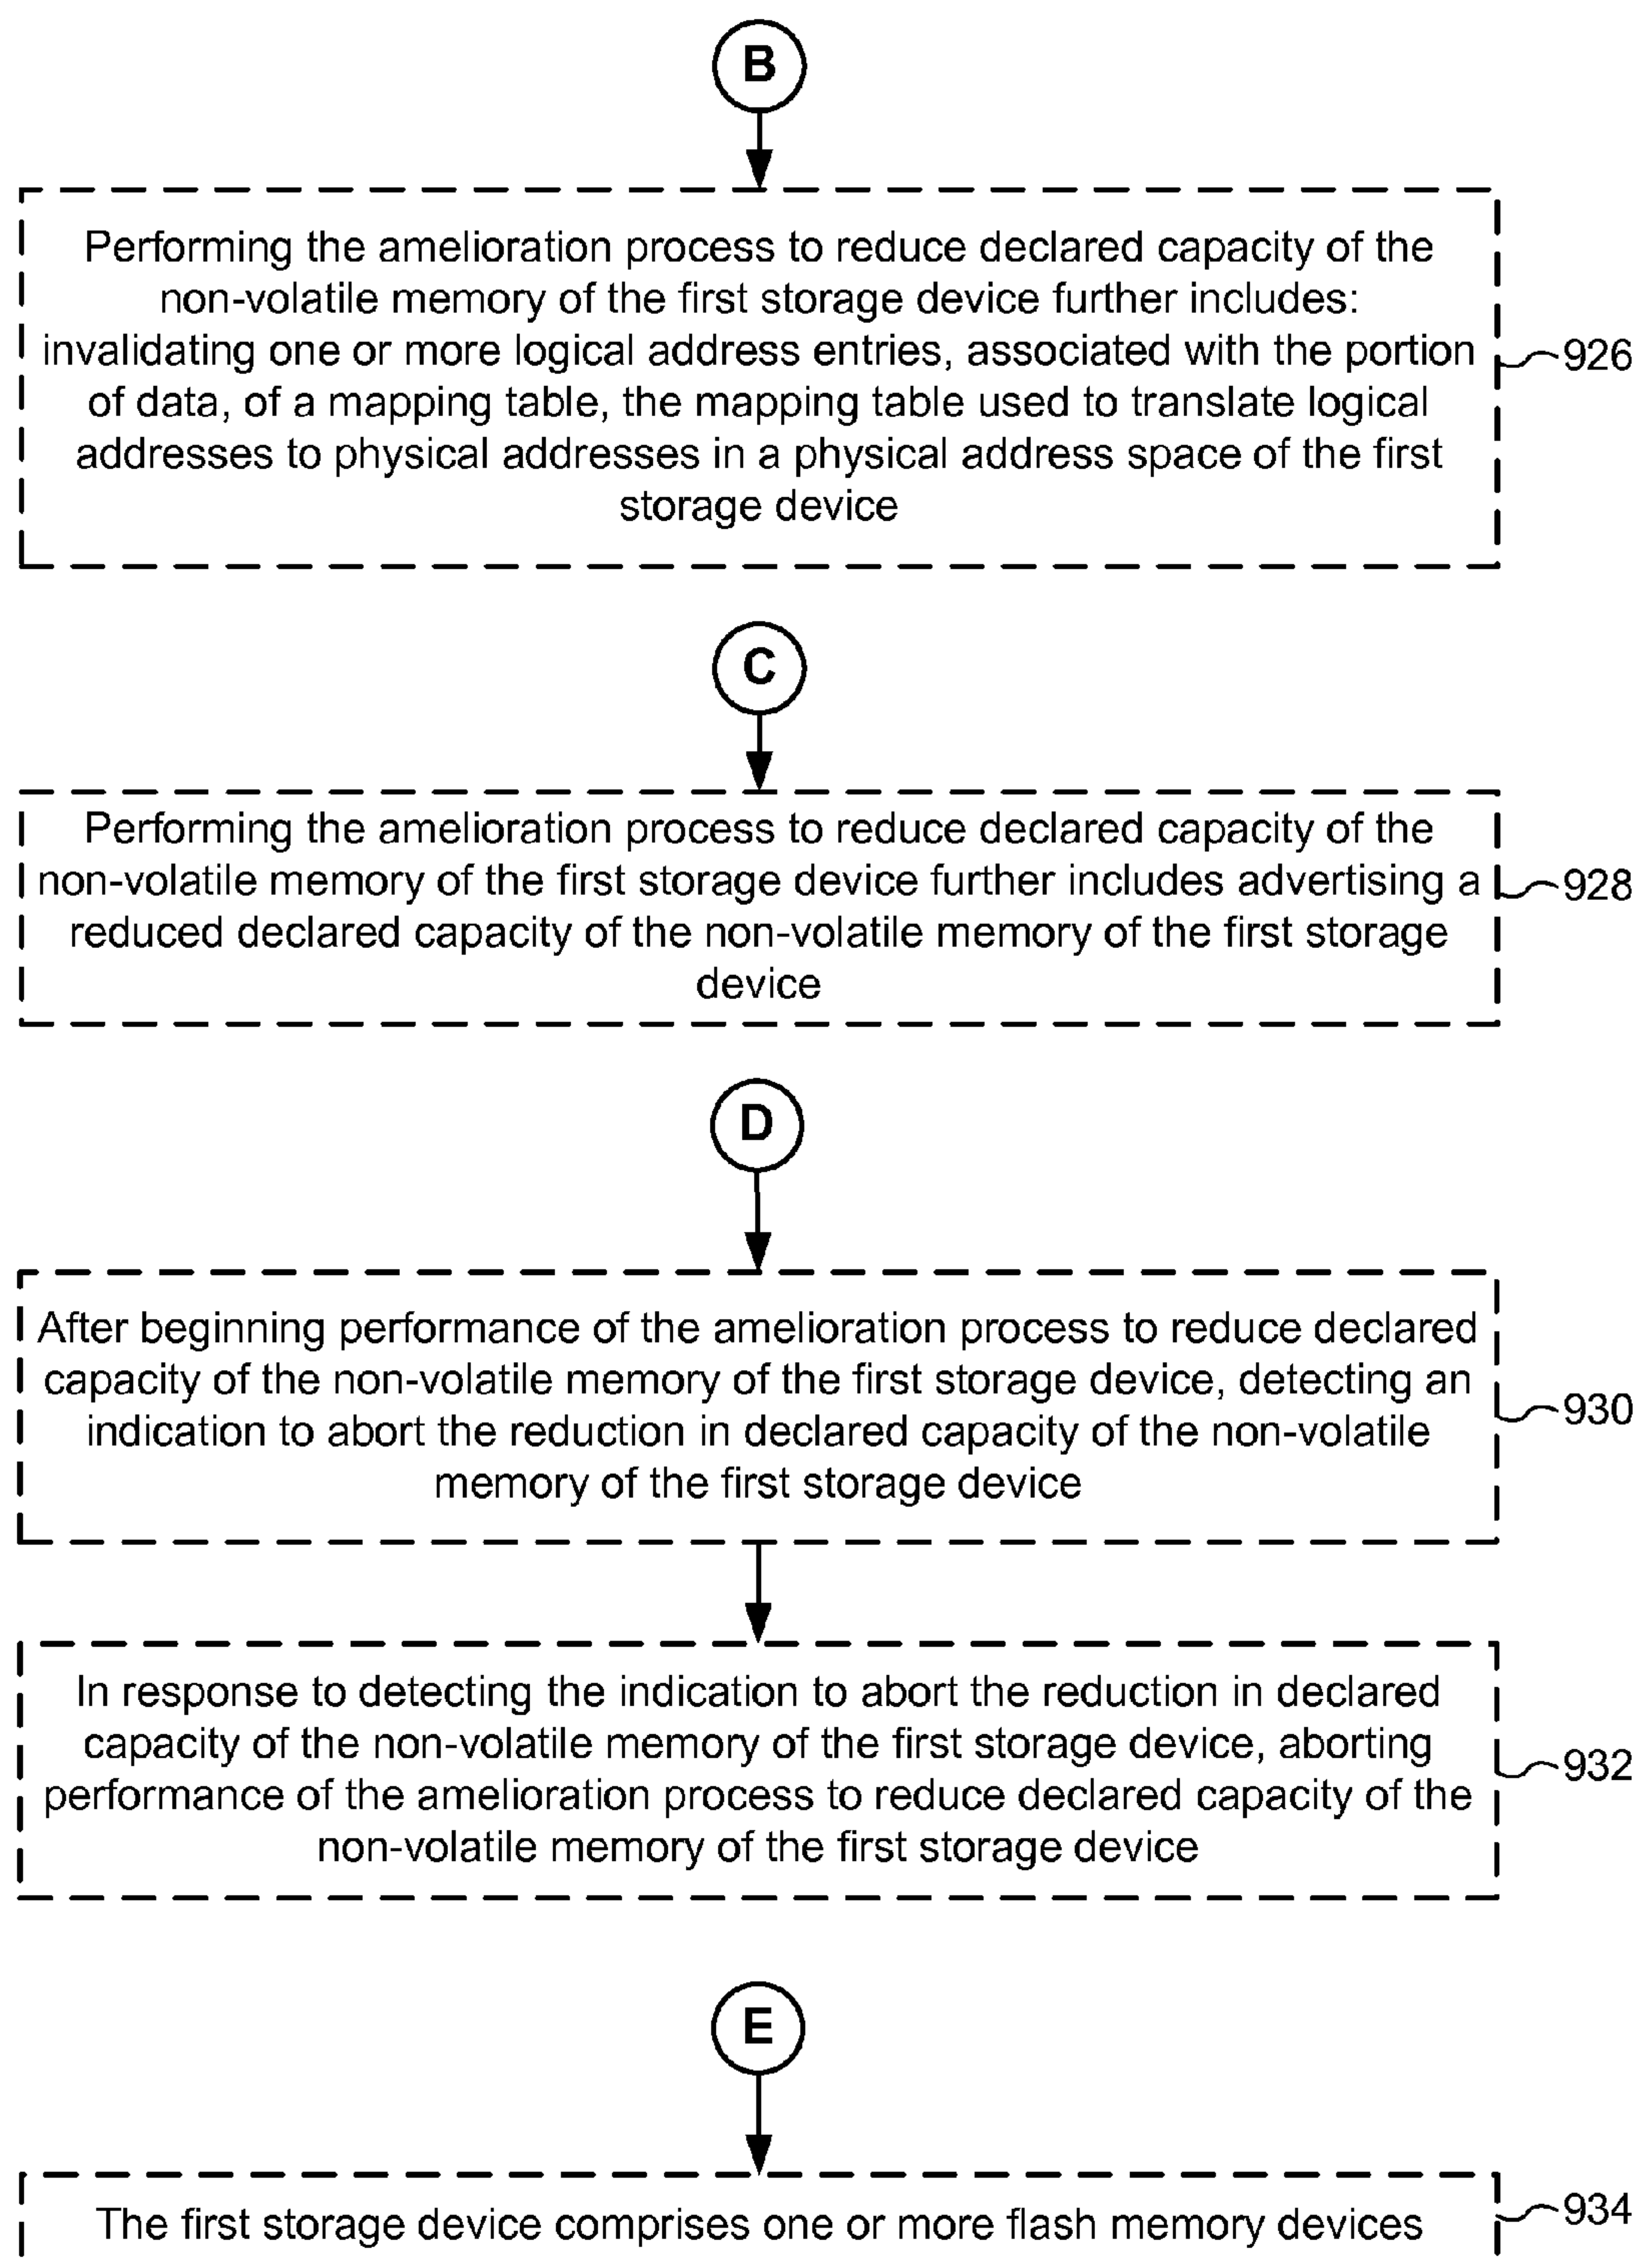 B
Performing the amelioration process to reduce declared capacity of the
non-volatile memory of the first storage device further includes:
invalidating one or more logical address entries, associated with the portion
of data, of a mapping table, the mapping table used to translate logical
addresses to physical addresses in a physical address space of the first
storage device
926
C
Performing the amelioration process to reduce declared capacity of the
non-volatile memory of the first storage device further includes advertising a
reduced declared capacity of the non-volatile memory of the first storage
device
928
D
After beginning performance of the amelioration process to reduce declared
capacity of the non-volatile memory of the first storage device, detecting an
indication to abort the reduction in declared capacity of the non-volatile
memory of the first storage device
930
In response to detecting the indication to abort the reduction in declared
capacity of the non-volatile memory of the first storage device, aborting
performance of the amelioration process to reduce declared capacity of the
non-volatile memory of the first storage device
932
E
The first storage device comprises one or more flash memory devices
934